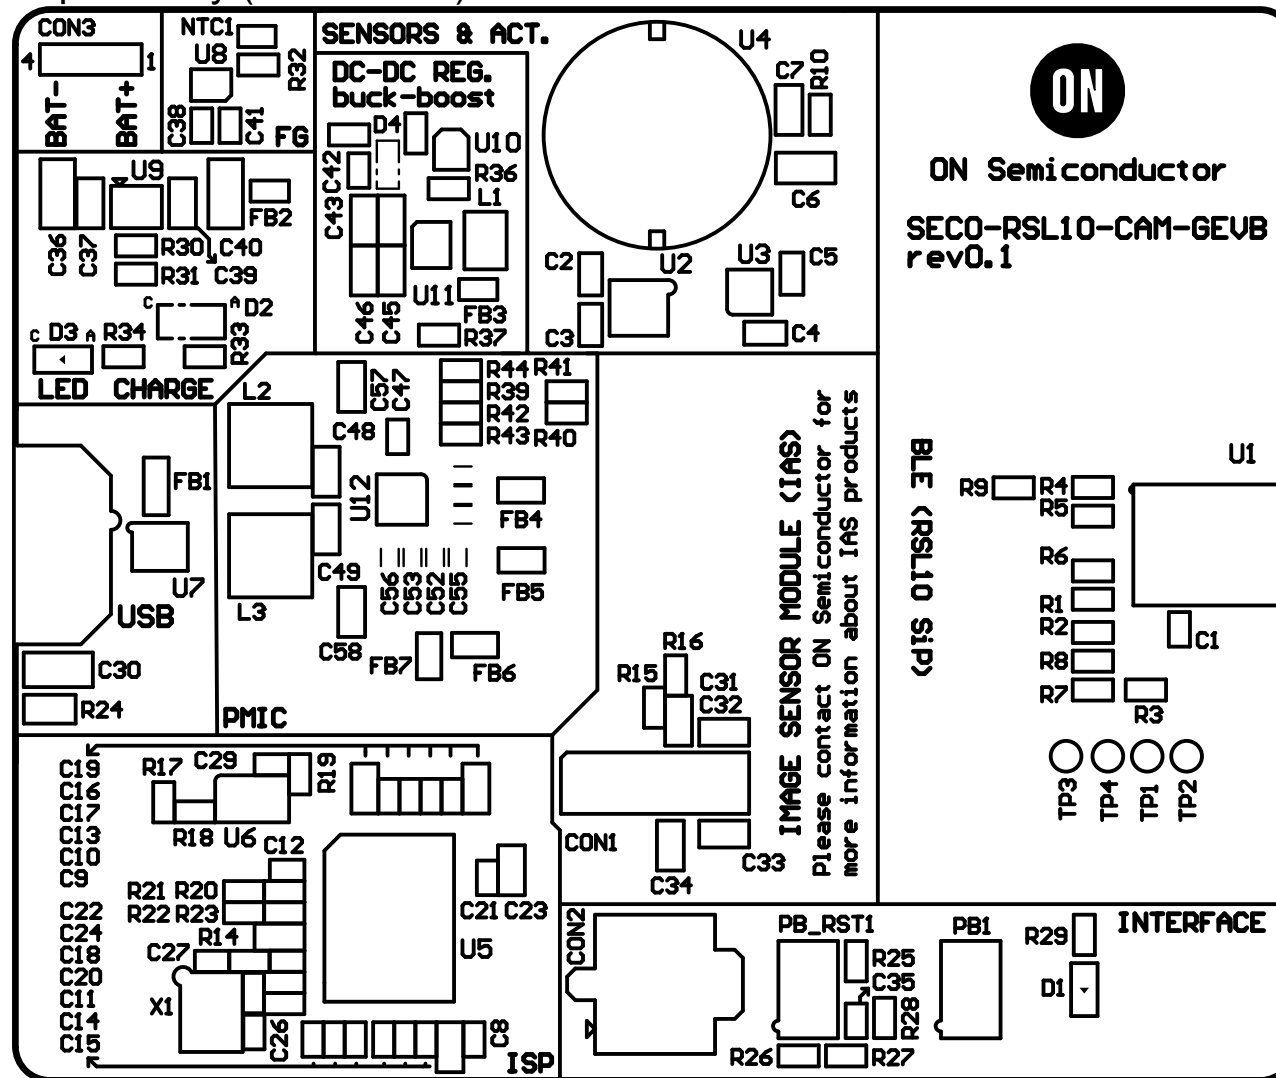 CON3
4
1
BAT-
BAT+
NTC1
U8
R32
C38
C41
FG
SENSORS & ACT.
DC-DC REG.
buck-boost
D4
U10
C42
R36
C43
L1
U11
FB3
C46
C45
R37
U4
C7
R10
C6
C2
U2
U3
C5
C3
C4
ON
ON Semiconductor
SECO-RSL10-CAM-GEVB
rev0.1
U9
FB2
C36
C37
R30
C40
R31
C39
C
A
D2
C
D3
A
R34
R33
LED
CHARGE
FB1
U7
USB
C30
R24
L2
C57
C47
C48
R44
R39
R42
R43
R41
R40
U12
FB4
C49
FB5
L3
C56
C53
C52
C55
C58
FB7
FB6
PMIC
IMAGE SENSOR MODULE (IAS)
Please contact ON Semiconductor for
more information about IAS products
R16
R15
C31
C32
CON1
C33
C34
BLE (RSL10 SiP)
U1
R9
R4
R5
R6
R1
R2
R8
R7
C1
R3
TP3
TP4
TP1
TP2
C19
C16
C17
C13
C10
C9
C22
C24
C18
C20
C11
C14
C15
R17
C29
R19
R18
U6
C12
R21
R20
R22
R23
R14
C27
X1
C26
C21
C23
U5
C8
ISP
CON2
PB_RST1
R25
C35
R28
R26
R27
PB1
R29
D1
INTERFACE